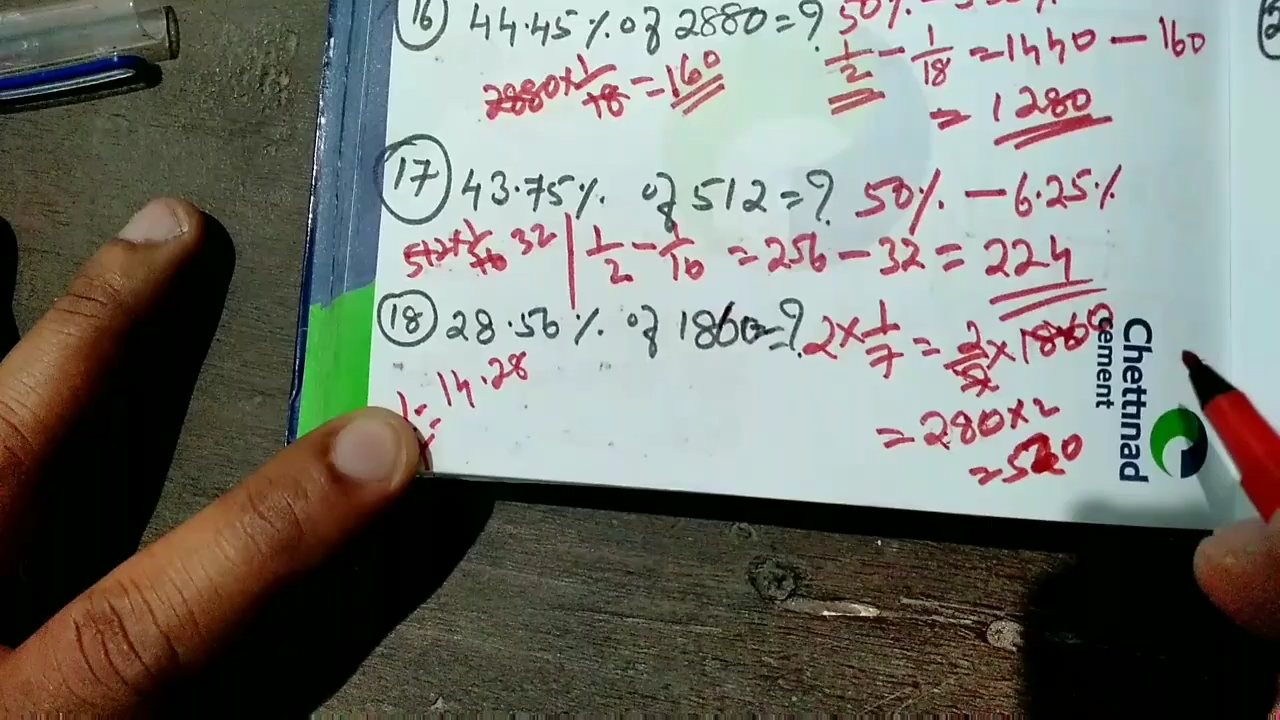 16 44.45% of 2880=? 50% -
2880×1/18 =160
1/2 - 1/18 =1440 - 160
= 1280
17 43.75% of 512=? 50% - 6.25%
512×1/16 32 | 1/2 - 1/16 =256 - 32 = 224
18 28.56% of 1860=? 2×1/7 = 2/7×1860
1/7=14.28
= 280×2
=520
Chettinad
cement